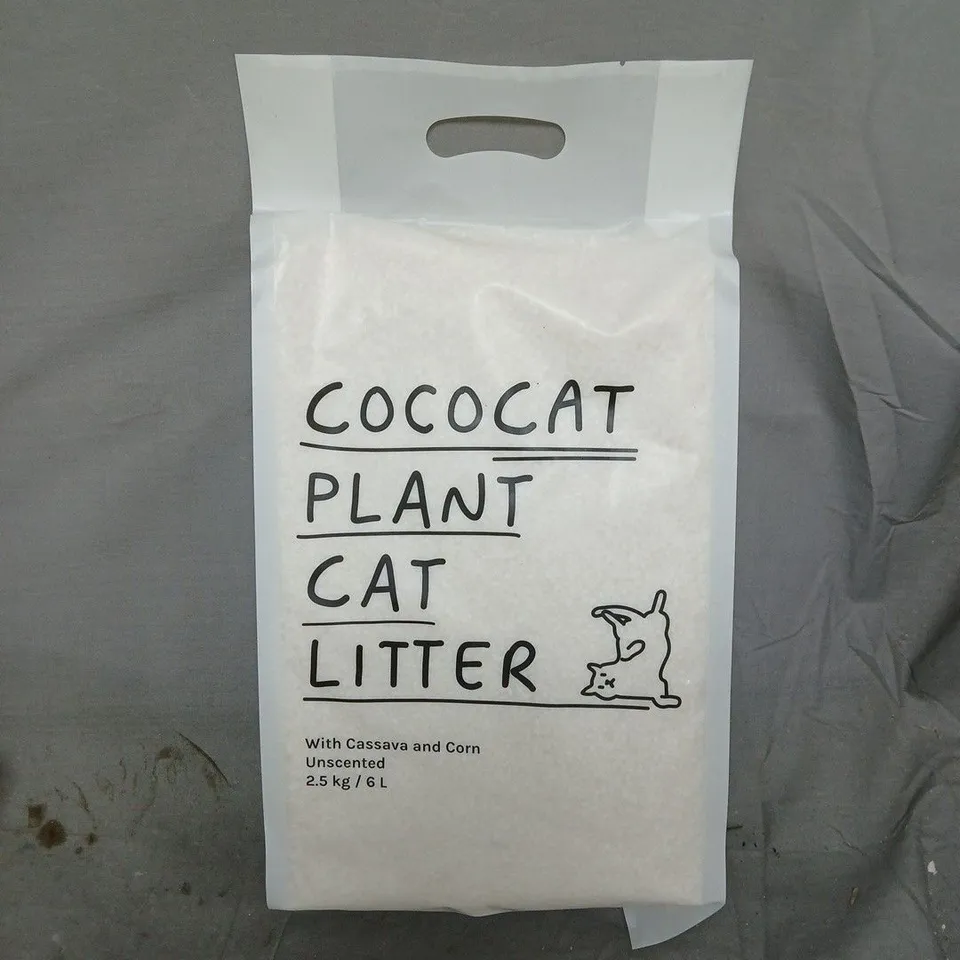 COCOCAT
PLANT
CAT
LITTER
With Cassava and Corn
Unscented
2.5 kg / 6 L